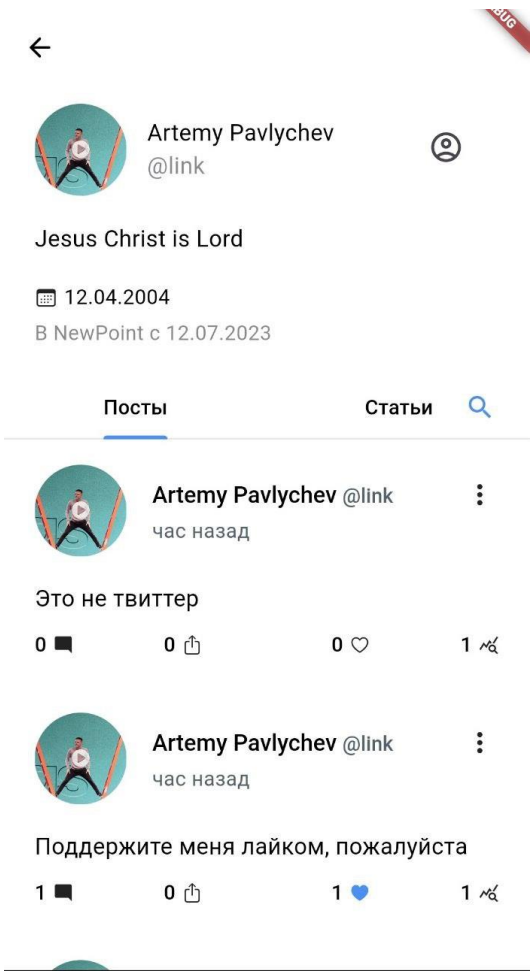 Artemy Pavlychev
@link
Jesus Christ is Lord
12.04.2004
В NewPoint с 12.07.2023
Посты Статьи
Artemy Pavlychev @link
час назад
Это не твиттер
0 0 0 1
Artemy Pavlychev @link
час назад
Поддержите меня лайком, пожалуйста
1 0 1 1